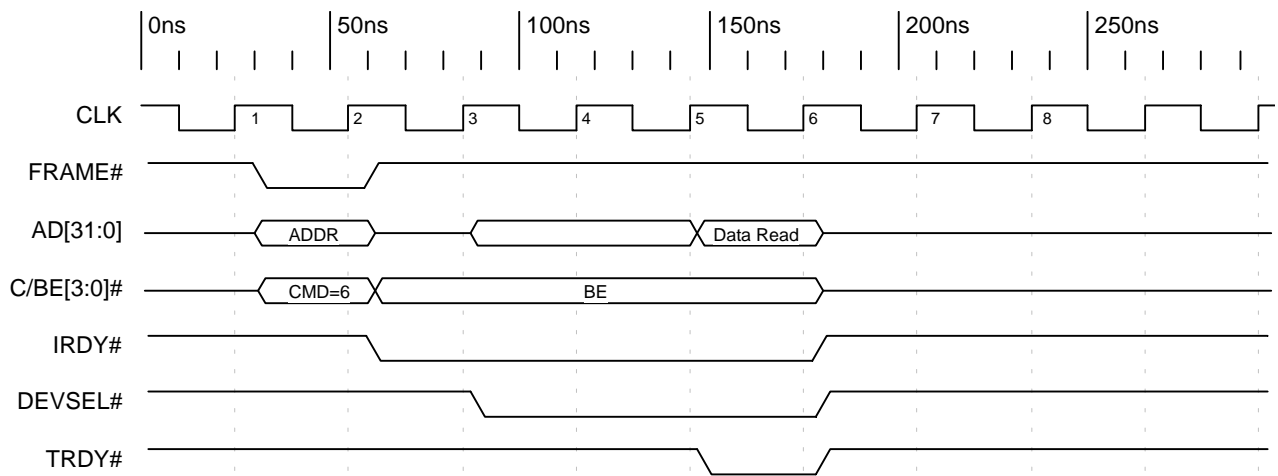 0ns 50ns 100ns 150ns 200ns 250ns
CLK 1 2 3 4 5 6 7 8
FRAME#
AD[31:0] ADDR Data Read
C/BE[3:0]# CMD=6 BE
IRDY#
DEVSEL#
TRDY#